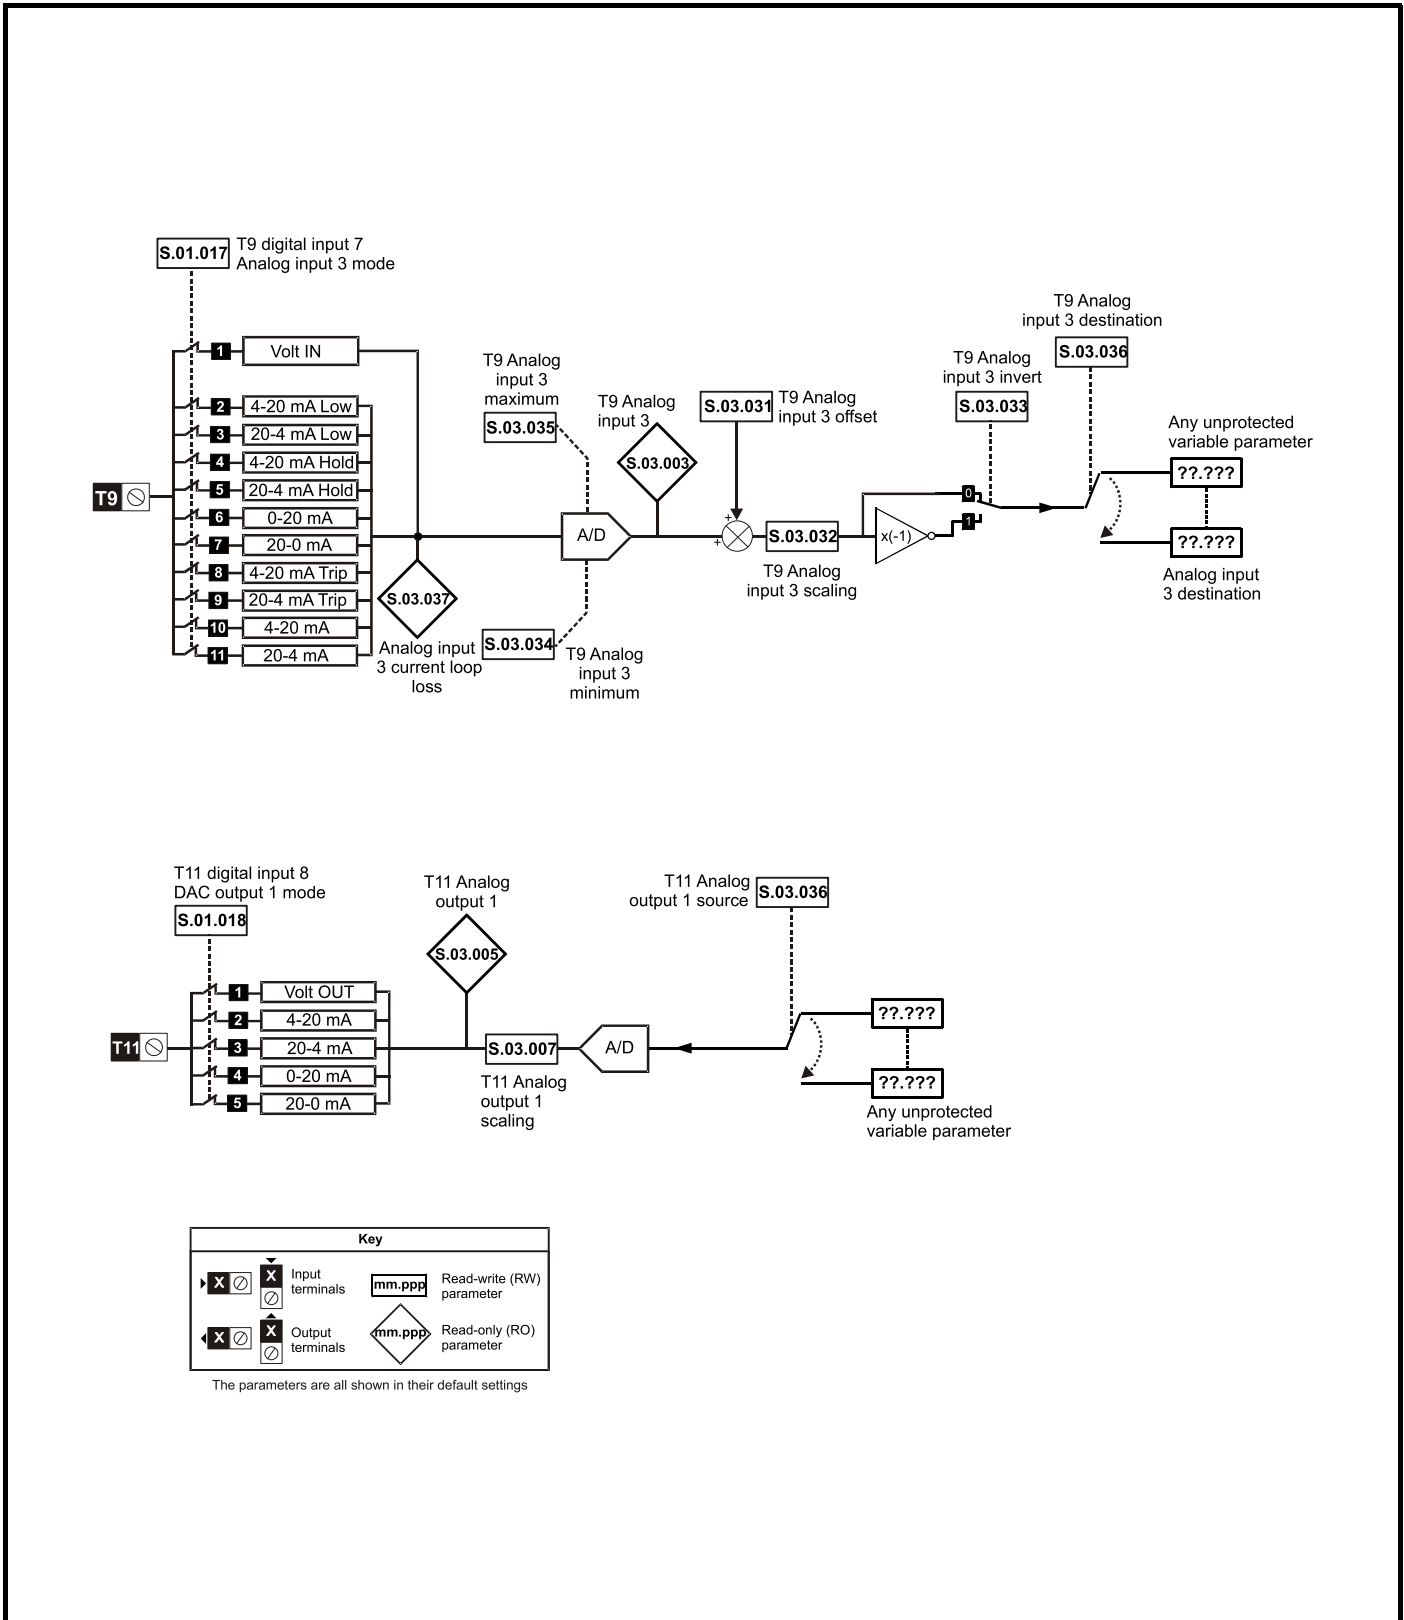 S.01.017
T9 digital input 7
Analog input 3 mode
T9
1
Volt IN
2
4-20 mA Low
3
20-4 mA Low
4
4-20 mA Hold
5
20-4 mA Hold
6
0-20 mA
7
20-0 mA
8
4-20 mA Trip
9
20-4 mA Trip
10
4-20 mA
11
20-4 mA
S.03.037
Analog input
3 current loop
loss
T9 Analog
input 3
maximum
S.03.035
A/D
S.03.034
T9 Analog
input 3
minimum
T9 Analog
input 3
S.03.003
S.03.031
T9 Analog
input 3 offset
+
+
S.03.032
T9 Analog
input 3 scaling
x(-1)
T9 Analog
input 3 invert
S.03.033
0
1
T9 Analog
input 3 destination
S.03.036
Any unprotected
variable parameter
??.???
??.???
Analog input
3 destination
T11 digital input 8
DAC output 1 mode
S.01.018
T11
1
Volt OUT
2
4-20 mA
3
20-4 mA
4
0-20 mA
5
20-0 mA
T11 Analog
output 1
S.03.005
S.03.007
T11 Analog
output 1
scaling
A/D
T11 Analog
output 1 source
S.03.036
??.???
??.???
Any unprotected
variable parameter
Key
X
X
Input
terminals
mm.ppp
Read-write (RW)
parameter
X
X
Output
terminals
mm.ppp
Read-only (RO)
parameter
The parameters are all shown in their default settings